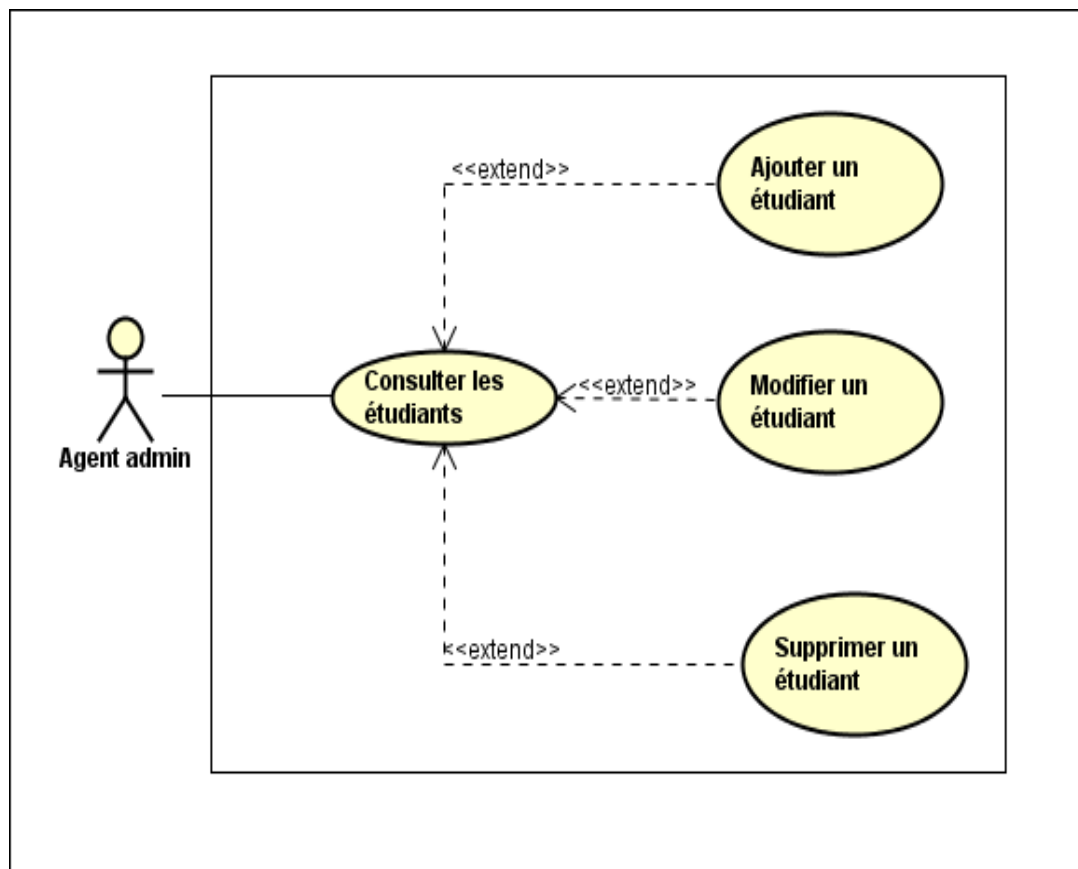 <<extend>>
Ajouter un
étudiant
Agent admin
Consulter les
étudiants
<<extend>>
Modifier un
étudiant
<<extend>>
Supprimer un
étudiant